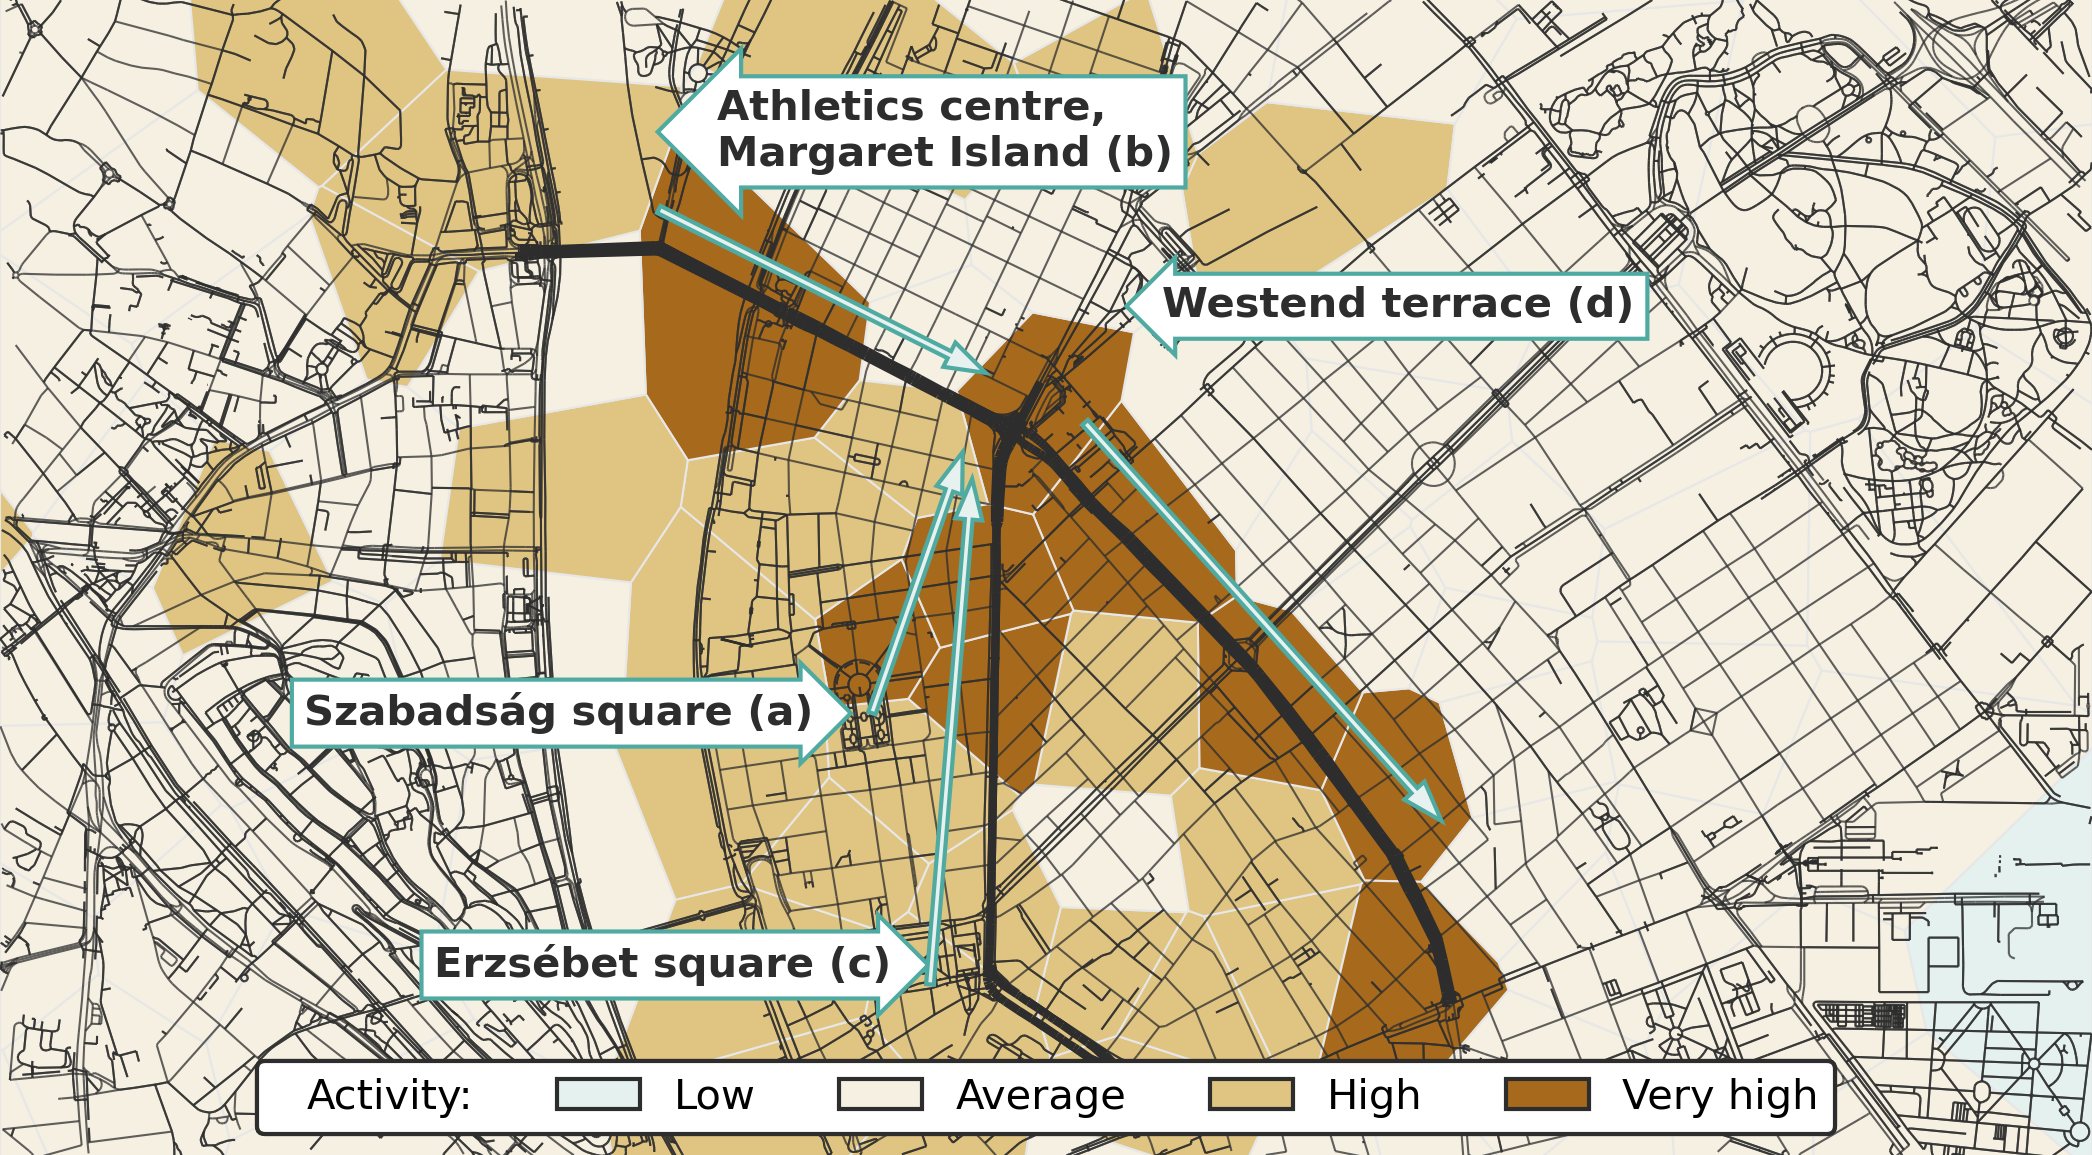 Athletics centre,
Margaret Island (b)
Westend terrace (d)
Szabadság square (a)
Erzsébet square (c)
Activity: Low Average High Very high